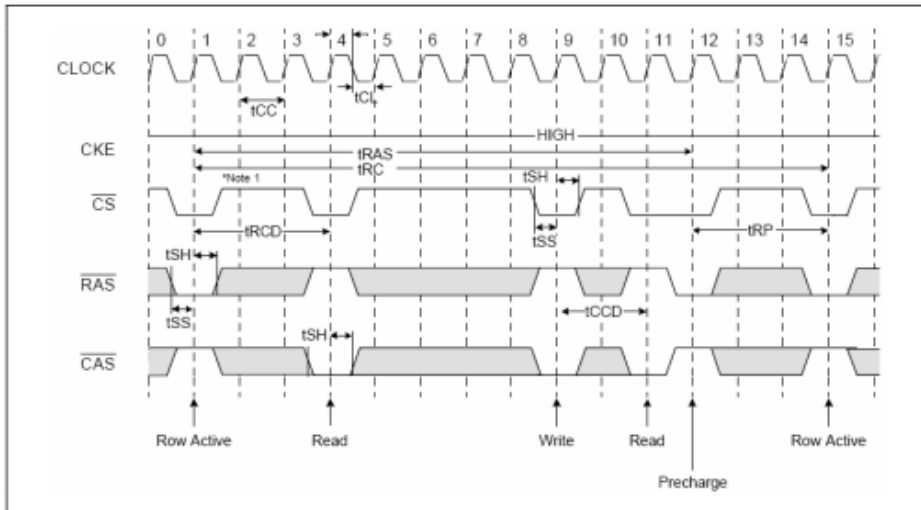 0 1 2 3 4 5 6 7 8 9 10 11 12 13 14 15
CLOCK
tCL
tCC
HIGH
CKE
tRAS
tRC
*Note 1
tSH
CS
tRCD
tSS
tRP
tSH
RAS
tSS
tCCD
tSH
CAS
Row Active Read Write Read Row Active
Precharge